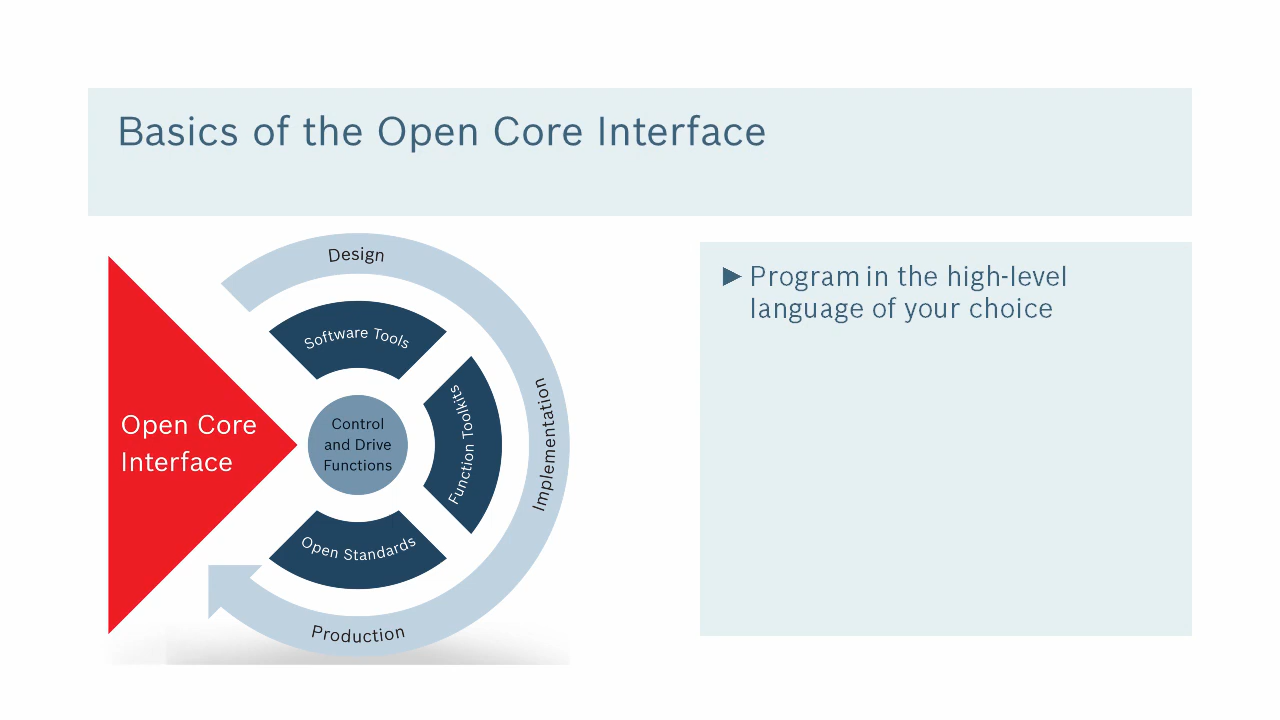 Basics of the Open Core Interface
Design
Software Tools
Function Toolkits
Implementation
Control
and Drive
Functions
Open Core
Interface
Open Standards
Production
►Program in the high-level
language of your choice